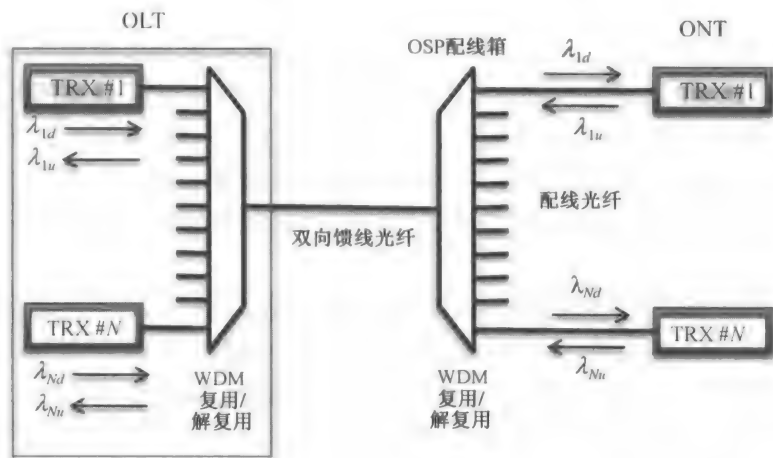 OLT
TRX #1
λ1d
λ1u
TRX #N
λNd
λNu
WDM
复用/
解复用
双向馈线光纤
OSP配线箱
WDM
复用/
解复用
λ1d
λ1u
配线光纤
λNd
λNu
ONT
TRX #1
TRX #N